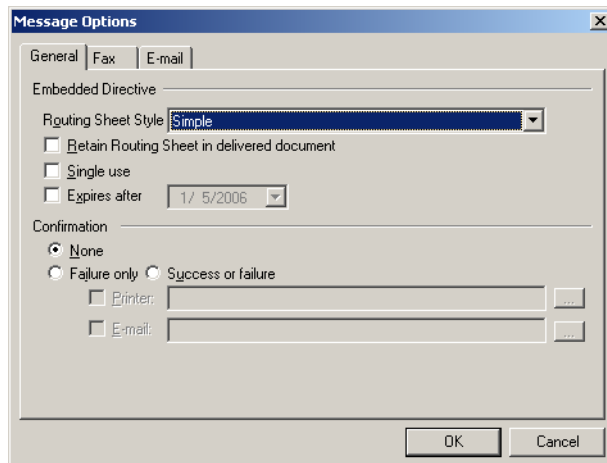 Message Options
General Fax E-mail
Embedded Directive
Routing Sheet Style Simple
Retain Routing Sheet in delivered document
Single use
Expires after 1/ 5/2006
Confirmation
None
Failure only Success or failure
Printer: ...
E-mail: ...
OK Cancel